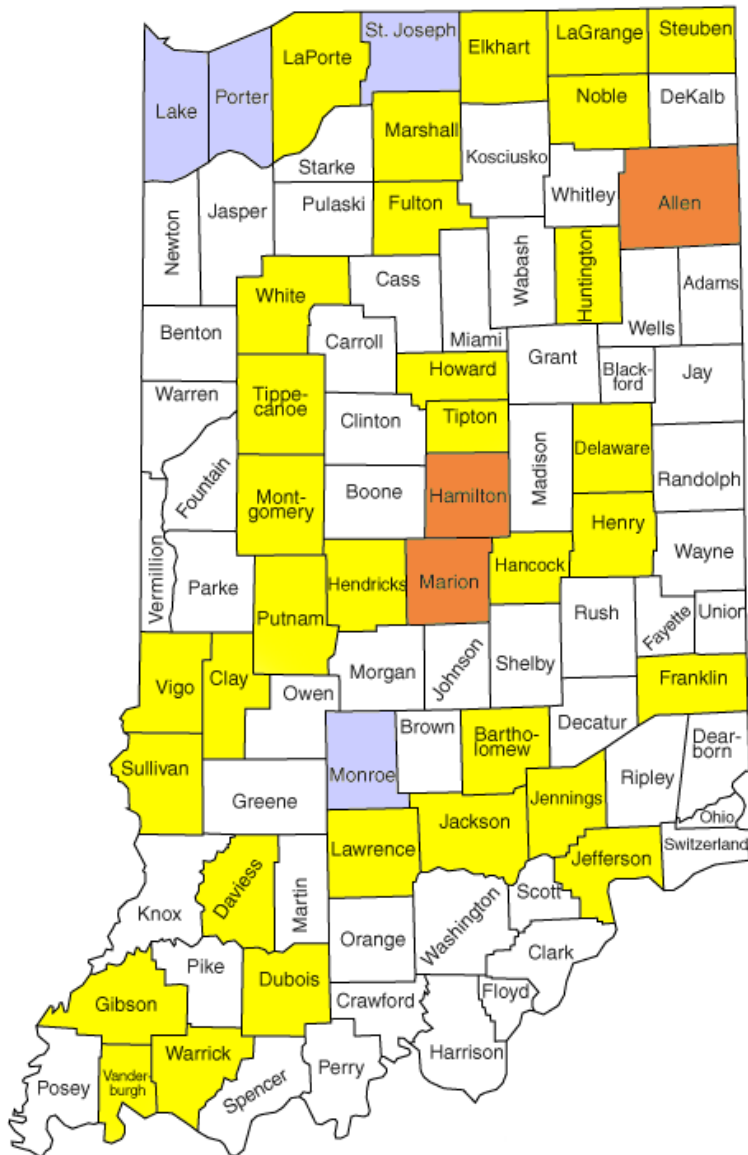 St. Joseph
LaGrange
Steuben
Elkhart
LaPorte
Porter
Lake
Noble
DeKalb
Marshall
Kosciusko
Starke
Whitley
Allen
Jasper
Pulaski
Fulton
Newton
Wabash
Huntington
Cass
Adams
White
Wells
Miami
Benton
Carroll
Grant
Howard
Black-
ford
Jay
Warren
Tippe-
canoe
Clinton
Tipton
Madison
Delaware
Fountain
Randolph
Boone
Hamilton
Mont-
gomery
Henry
Vermillion
Wayne
Parke
Hendricks
Marion
Hancock
Putnam
Rush
Fayette
Union
Johnson
Shelby
Morgan
Franklin
Vigo
Clay
Owen
Decatur
Brown
Bartho-
lomew
Dear-
born
Sullivan
Monroe
Ripley
Greene
Jennings
Ohio
Jackson
Lawrence
Switzerland
Jefferson
Daviess
Martin
Scott
Knox
Washington
Orange
Clark
Pike
Dubois
Floyd
Gibson
Crawford
Harrison
Warrick
Perry
Posey
Vander-
burgh
Spencer